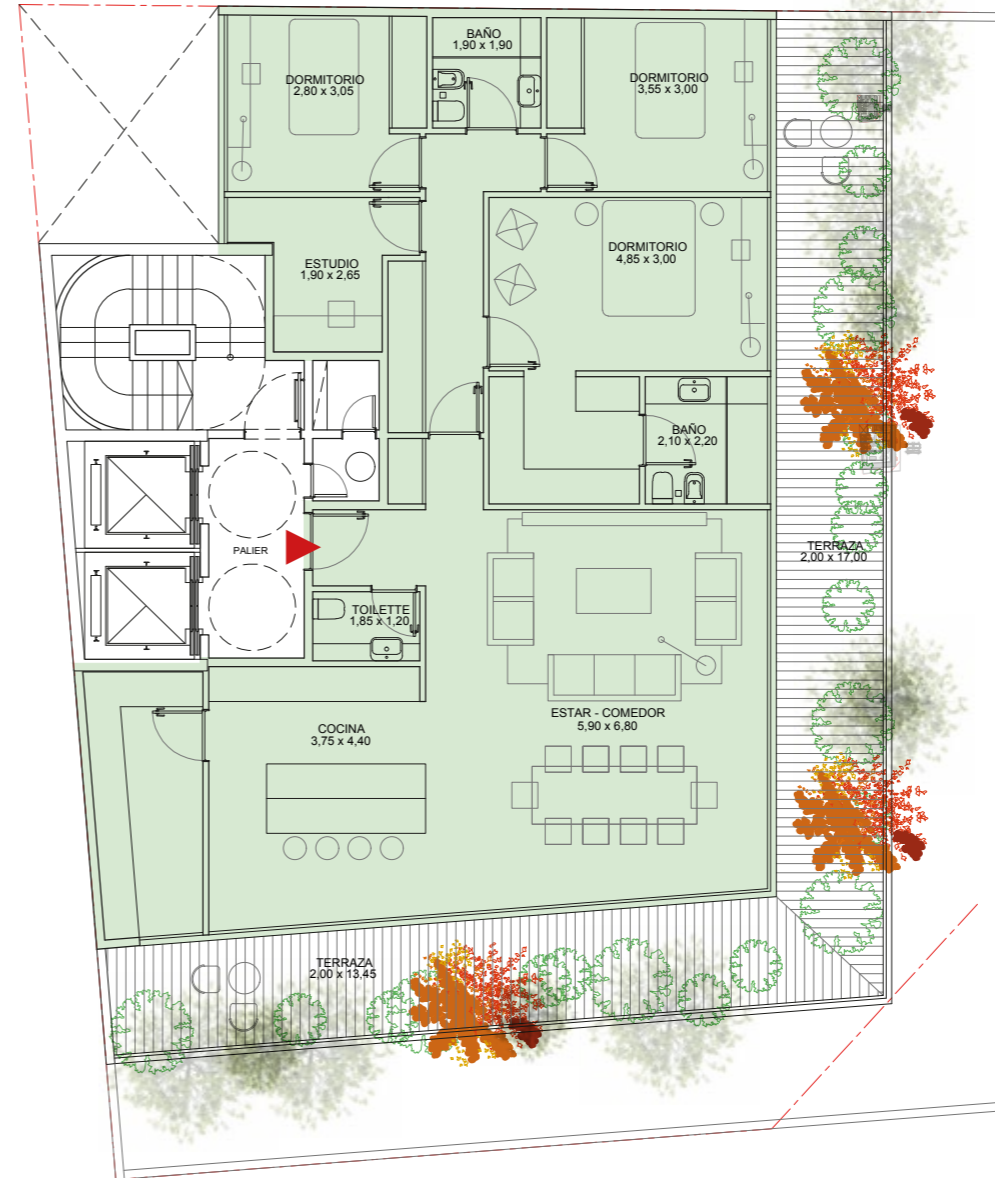 BAÑO
1,90 x 1,90
DORMITORIO
2,80 x 3,05
DORMITORIO
3,55 x 3,00
ESTUDIO
1,90 x 2,65
DORMITORIO
4,85 x 3,00
BAÑO
2,10 x 2,20
PALIER
TERRAZA
2,00 x 17,00
TOILETTE
1,85 x 1,20
COCINA
3,75 x 4,40
ESTAR - COMEDOR
5,90 x 6,80
TERRAZA
2,00 x 13,45